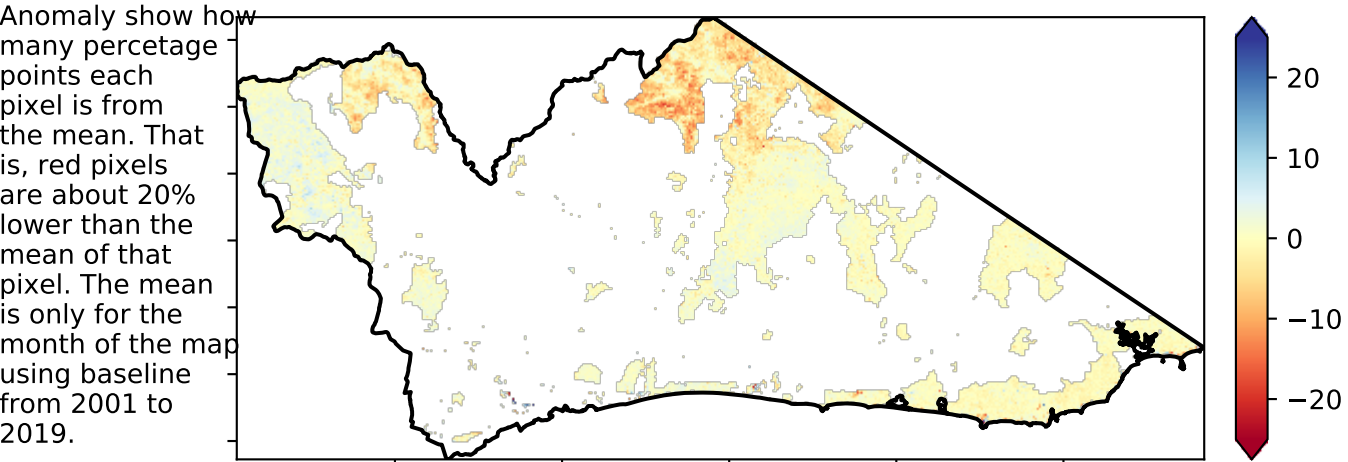 Anomaly show how
many percetage
points each
pixel is from
the mean. That
is, red pixels
are about 20%
lower than the
mean of that
pixel. The mean
is only for the
month of the map
using baseline
from 2001 to
2019.
20
10
0
−10
−20